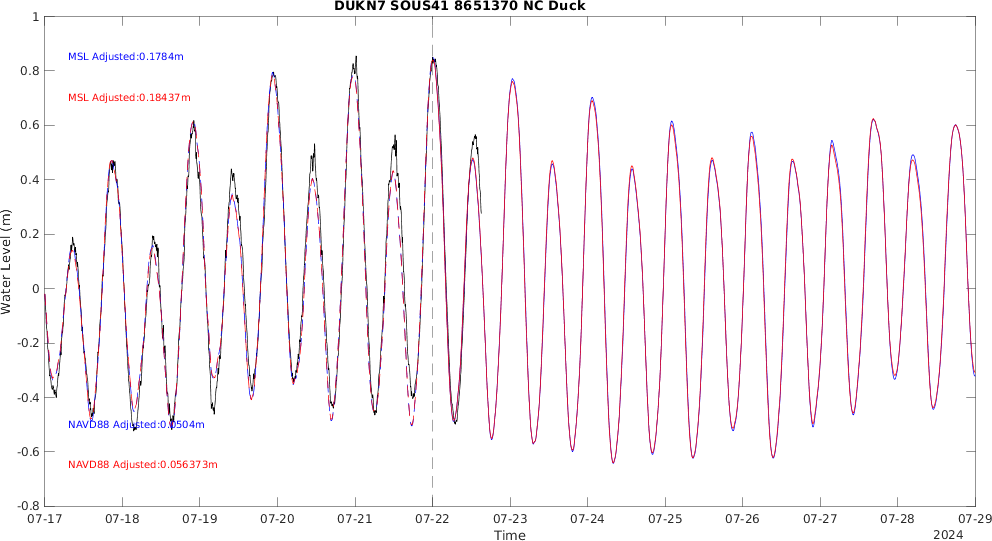 DUKN7 SOUS41 8651370 NC Duck
1
0.8
0.6
0.4
0.2
0
-0.2
-0.4
-0.6
-0.8
Water Level (m)
MSL Adjusted:0.1784m
MSL Adjusted:0.18437m
NAVD88 Adjusted:0.0504m
NAVD88 Adjusted:0.056373m
07-17 07-18 07-19 07-20 07-21 07-22 07-23 07-24 07-25 07-26 07-27 07-28 07-29
Time
2024